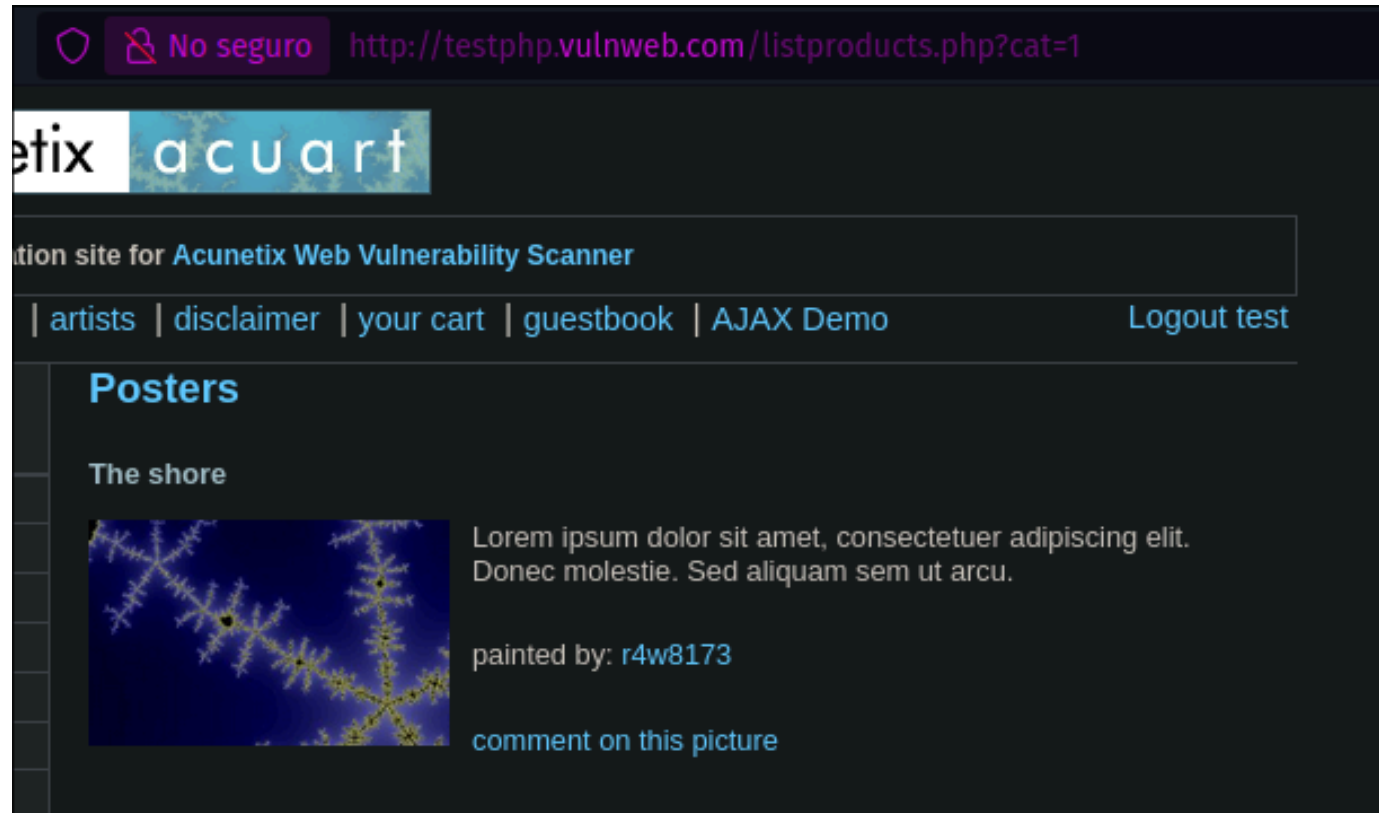 No seguro http://testphp.vulnweb.com/listproducts.php?cat=1
etix acuart
tion site for Acunetix Web Vulnerability Scanner
| artists | disclaimer | your cart | guestbook | AJAX Demo Logout test
Posters
The shore
Lorem ipsum dolor sit amet, consectetuer adipiscing elit.
Donec molestie. Sed aliquam sem ut arcu.
painted by: r4w8173
comment on this picture